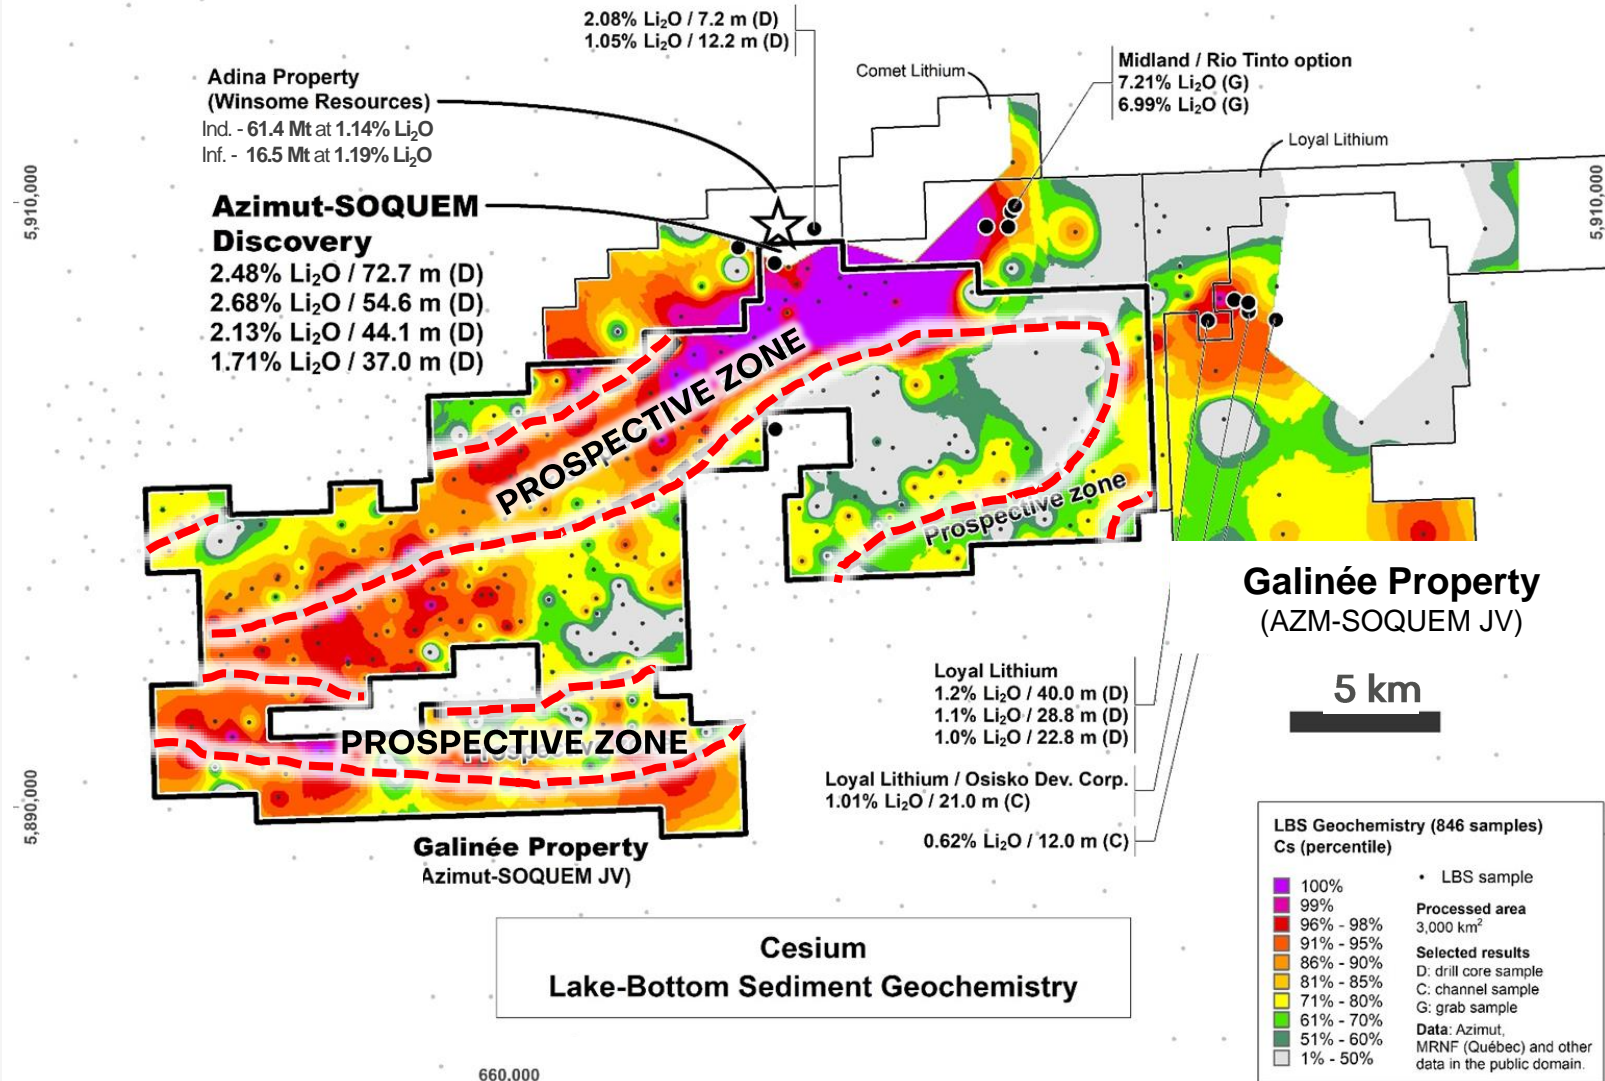 2.08% Li₂O / 7.2 m (D)
1.05% Li₂O / 12.2 m (D)
Adina Property
(Winsome Resources)
Ind. - 61.4 Mt at 1.14% Li₂O
Inf. - 16.5 Mt at 1.19% Li₂O
Comet Lithium
Midland / Rio Tinto option
7.21% Li₂O (G)
6.99% Li₂O (G)
Loyal Lithium
5,910,000
5,910,000
Azimut-SOQUEM
Discovery
2.48% Li₂O / 72.7 m (D)
2.68% Li₂O / 54.6 m (D)
2.13% Li₂O / 44.1 m (D)
1.71% Li₂O / 37.0 m (D)
PROSPECTIVE ZONE
Prospective zone
Galinée Property
(AZM-SOQUEM JV)
5 km
Loyal Lithium
1.2% Li₂O / 40.0 m (D)
1.1% Li₂O / 28.8 m (D)
1.0% Li₂O / 22.8 m (D)
PROSPECTIVE ZONE
Loyal Lithium / Osisko Dev. Corp.
1.01% Li₂O / 21.0 m (C)
0.62% Li₂O / 12.0 m (C)
5,890,000
Galinée Property
Azimut-SOQUEM JV)
Cesium
Lake-Bottom Sediment Geochemistry
660,000
LBS Geochemistry (846 samples)
Cs (percentile)
100%
99%
96% - 98%
91% - 95%
86% - 90%
81% - 85%
71% - 80%
61% - 70%
51% - 60%
1% - 50%
LBS sample
Processed area
3,000 km²
Selected results
D: drill core sample
C: channel sample
G: grab sample
Data: Azimut,
MRNF (Québec) and other
data in the public domain.